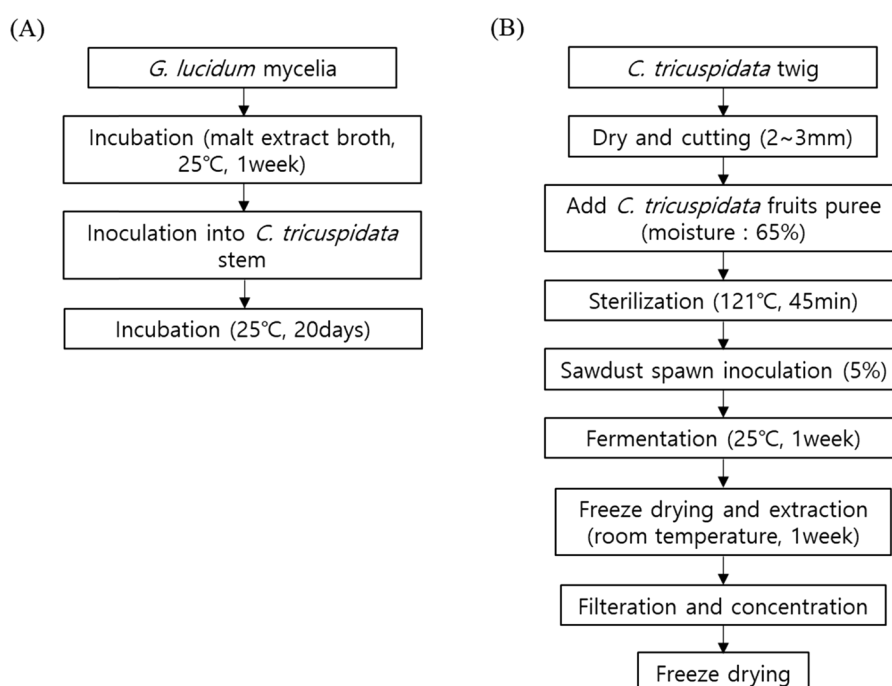 (A)
G. lucidum mycelia
Incubation (malt extract broth,
25℃, 1week)
Inoculation into C. tricuspidata
stem
Incubation (25℃, 20days)
(B)
C. tricuspidata twig
Dry and cutting (2~3mm)
Add C. tricuspidata fruits puree
(moisture : 65%)
Sterilization (121℃, 45min)
Sawdust spawn inoculation (5%)
Fermentation (25℃, 1week)
Freeze drying and extraction
(room temperature, 1week)
Filteration and concentration
Freeze drying